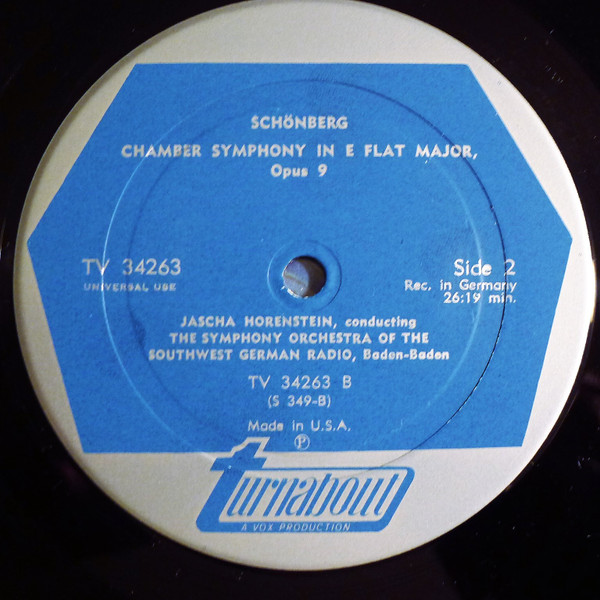 SCHÖNBERG
CHAMBER SYMPHONY IN E FLAT MAJOR,
Opus 9
TV 34263
UNIVERSAL USE
Side 2
Rec. in Germany
26:19 min.
JASCHA HORENSTEIN, conducting
THE SYMPHONY ORCHESTRA OF THE
SOUTHWEST GERMAN RADIO, Baden-Baden
TV 34263 B
(S 349-B)
Made in U.S.A.
Ⓟ
turnabout
A VOX PRODUCTION